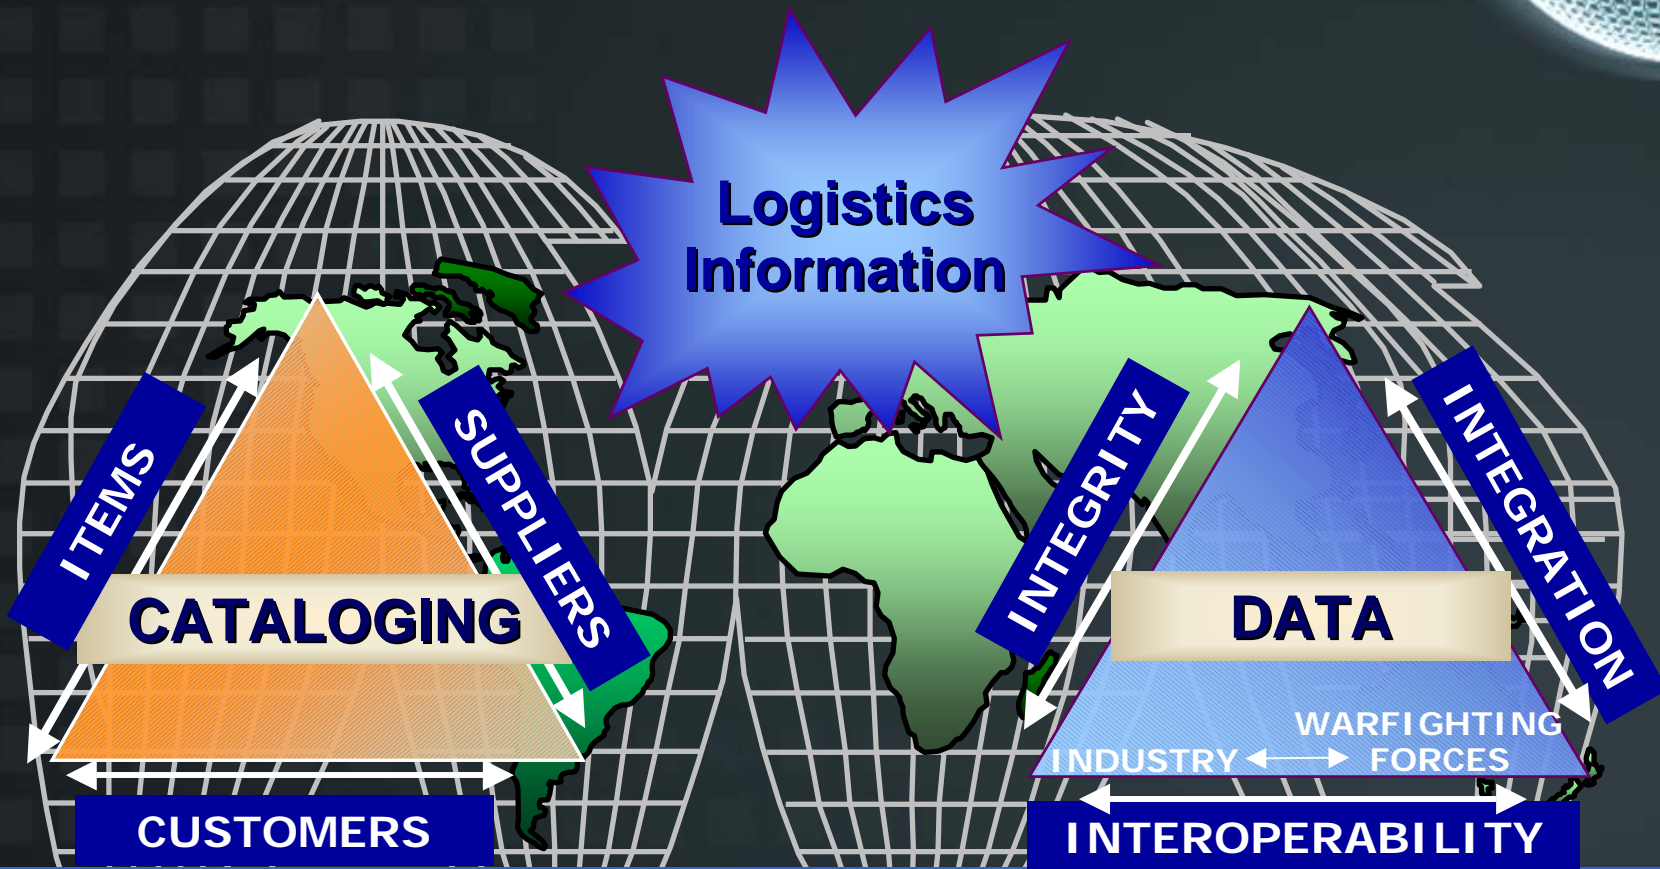 Logistics
Information
ITEMS
SUPPLIERS
CATALOGING
CUSTOMERS
INTEGRITY
INTEGRATION
DATA
WARFIGHTING
INDUSTRY FORCES
INTEROPERABILITY